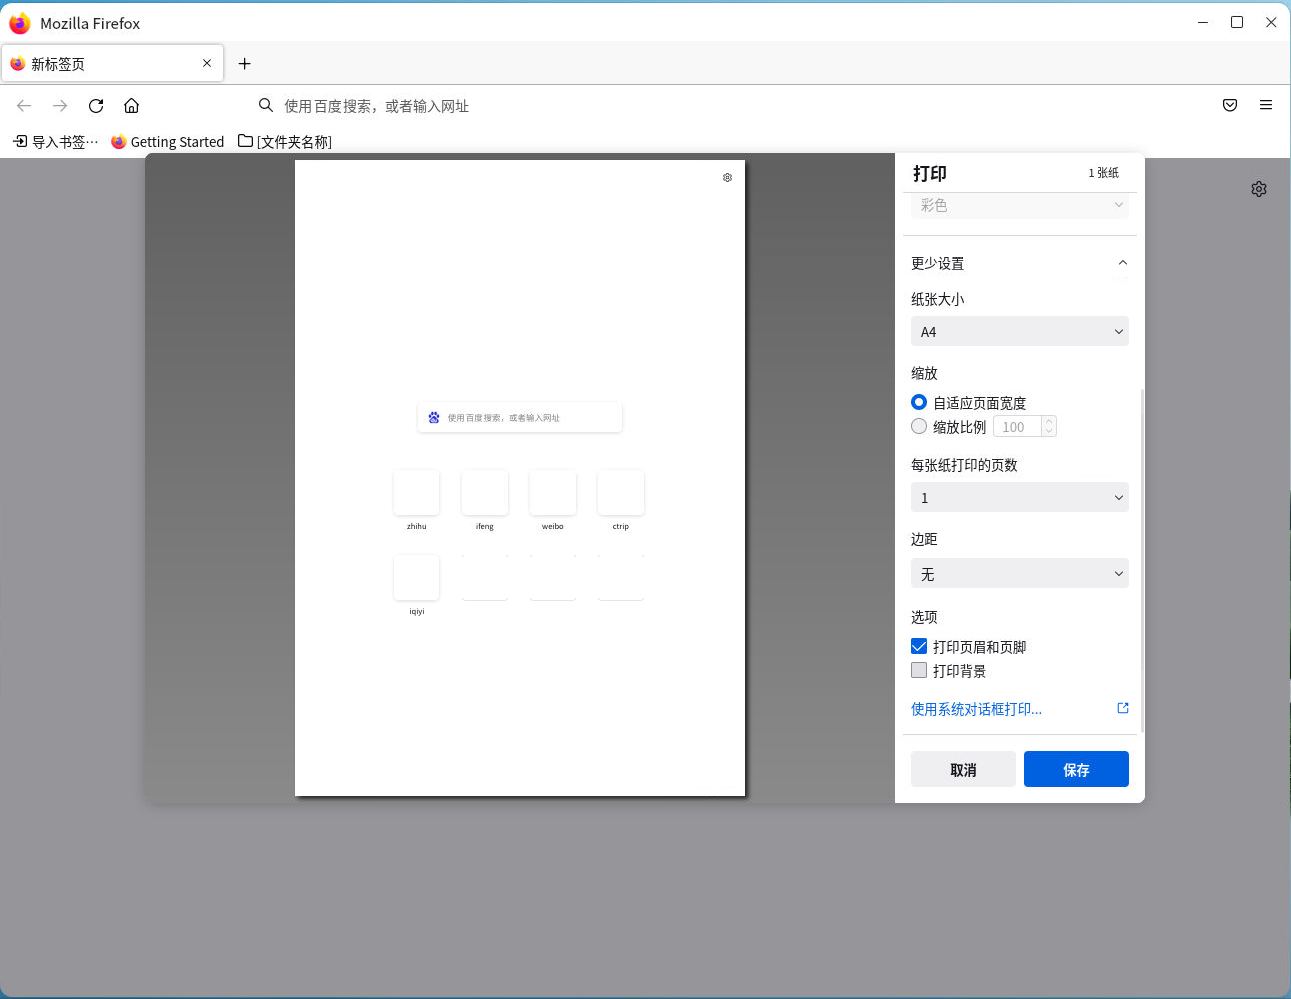 Mozilla Firefox
新标签页
使用百度搜索，或者输入网址
导入书签… Getting Started [文件夹名称]
使用百度搜索，或者输入网址
zhihu ifeng weibo ctrip
iqiyi
打印 1 张纸
彩色
更少设置
纸张大小
A4
缩放
自适应页面宽度
缩放比例 100
每张纸打印的页数
1
边距
无
选项
打印页眉和页脚
打印背景
使用系统对话框打印...
取消 保存